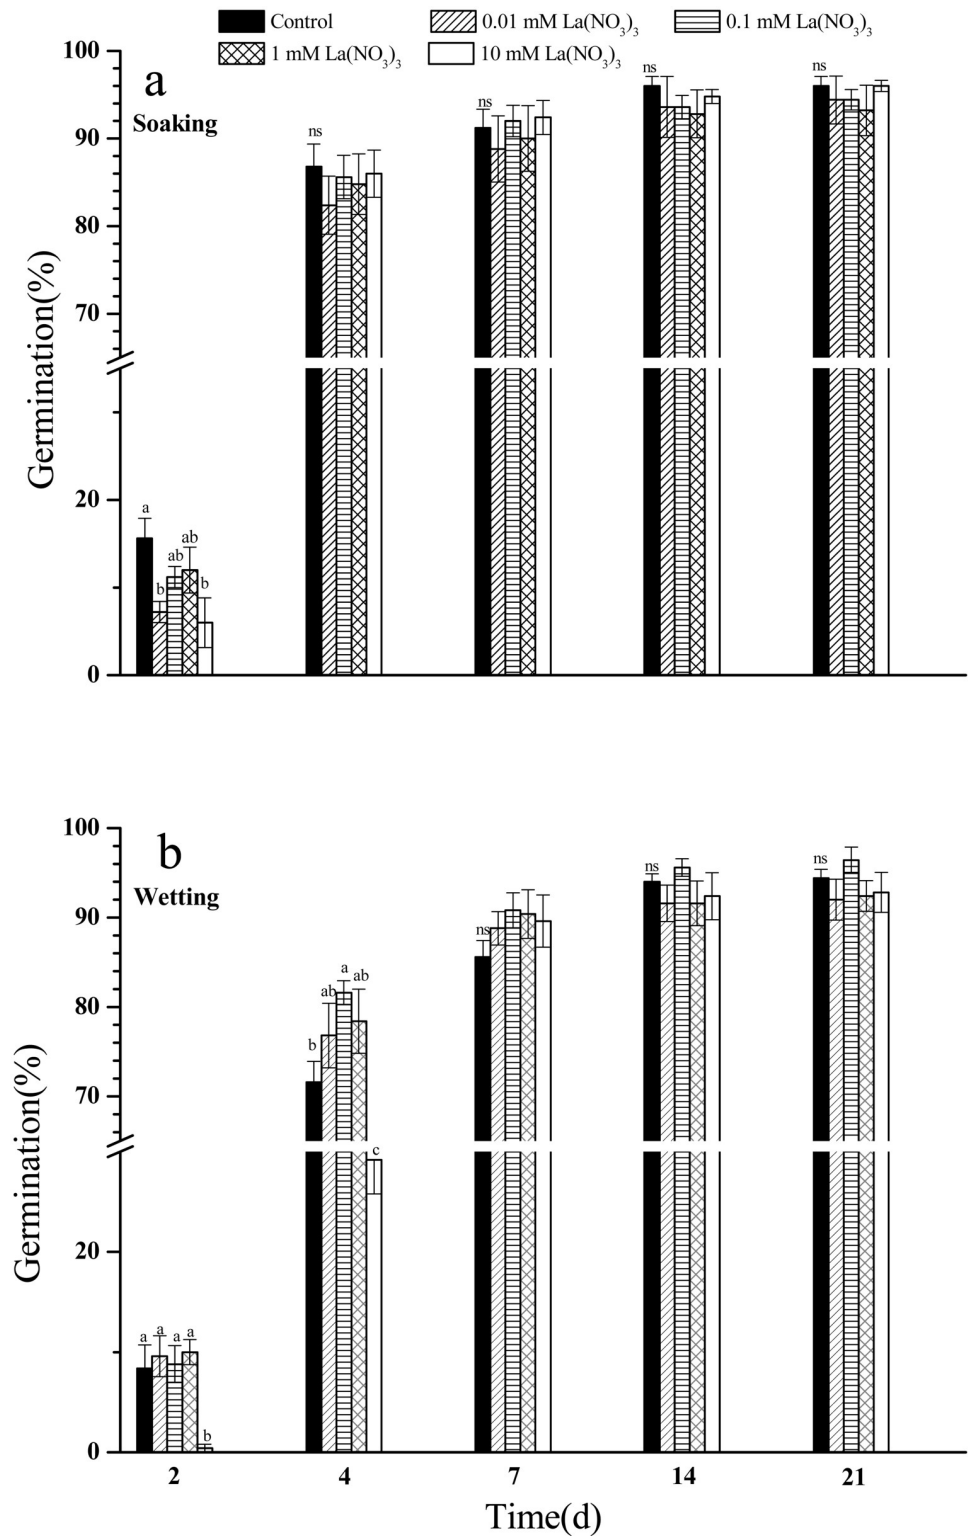 Control 0.01 mM La(NO3)3 0.1 mM La(NO3)3
1 mM La(NO3)3 10 mM La(NO3)3
100
a
Soaking
ns ns ns ns
90
80
70
Germination(%)
20
a b ab ab b
0
100
b
Wetting
ns ns ns
90
b ab a ab
80
70
c
Germination(%)
20
a a a a b
0
2 4 7 14 21
Time(d)